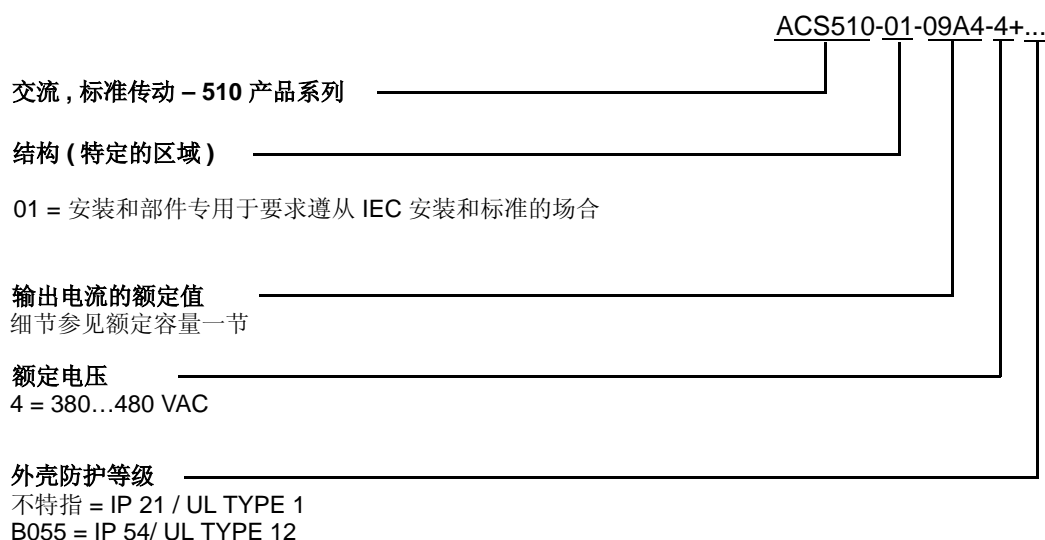 ACS510-01-09A4-4+...
交流 , 标准传动 – 510 产品系列
结构 ( 特定的区域 )
01 = 安装和部件专用于要求遵从 IEC 安装和标准的场合
输出电流的额定值
细节参见额定容量一节
额定电压
4 = 380…480 VAC
外壳防护等级
不特指 = IP 21 / UL TYPE 1
B055 = IP 54/ UL TYPE 12